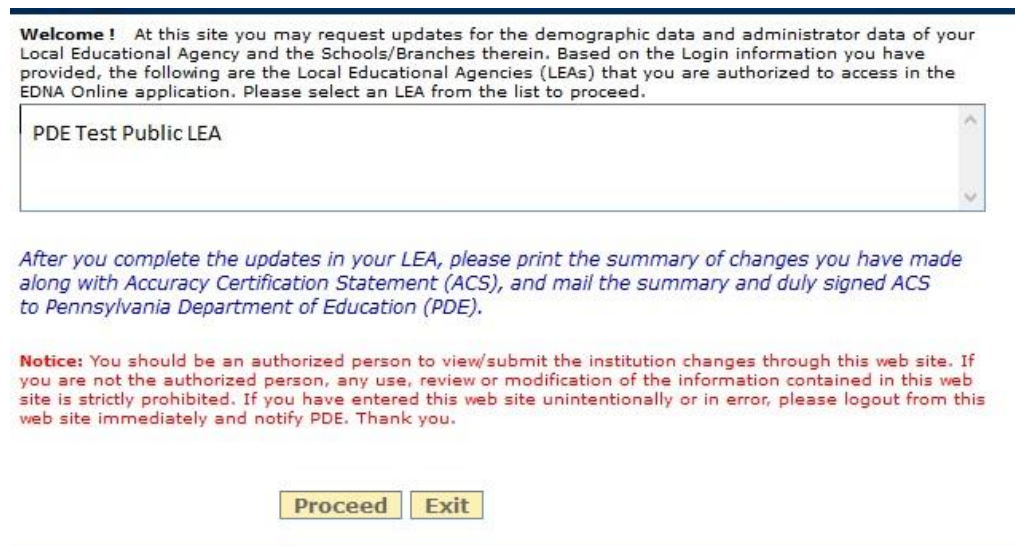 Welcome !   At this site you may request updates for the demographic data and administrator data of your
Local Educational Agency and the Schools/Branches therein. Based on the Login information you have
provided, the following are the Local Educational Agencies (LEAs) that you are authorized to access in the
EDNA Online application. Please select an LEA from the list to proceed.
PDE Test Public LEA
After you complete the updates in your LEA, please print the summary of changes you have made
along with Accuracy Certification Statement (ACS), and mail the summary and duly signed ACS
to Pennsylvania Department of Education (PDE).
Notice: You should be an authorized person to view/submit the institution changes through this web site. If
you are not the authorized person, any use, review or modification of the information contained in this web
site is strictly prohibited. If you have entered this web site unintentionally or in error, please logout from this
web site immediately and notify PDE. Thank you.
Proceed Exit